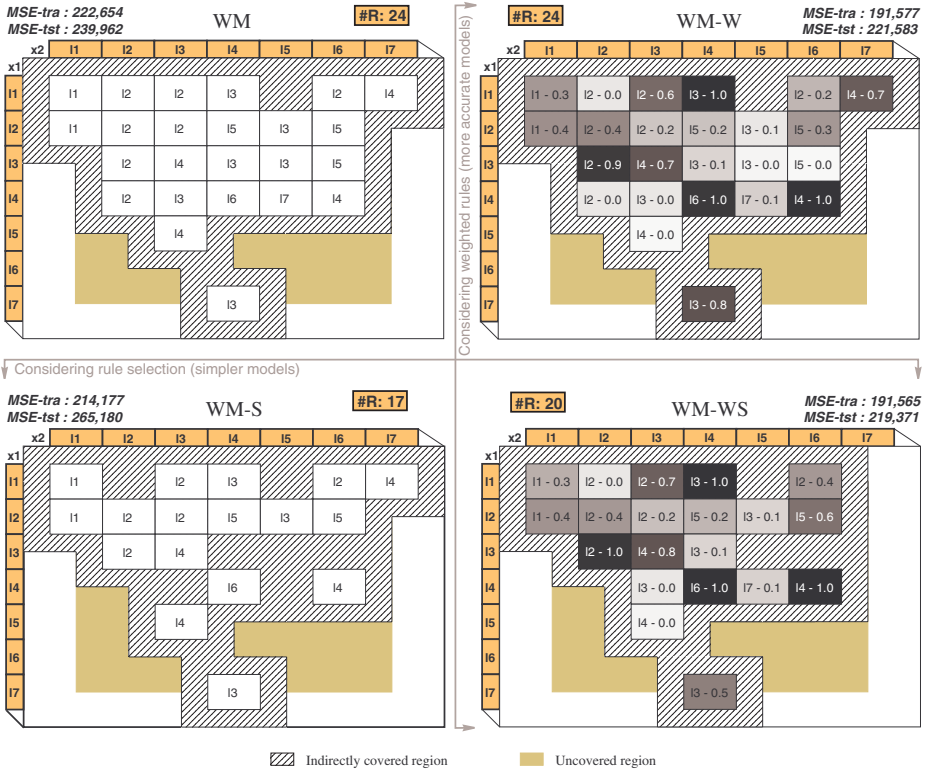 MSE-tra : 222,654
MSE-tst : 239,962
WM
#R: 24
x2 l1 l2 l3 l4 l5 l6 l7
x1
l1 l1 l2 l2 l3 l2 l4
l2 l1 l2 l2 l5 l3 l5
l3 l2 l4 l3 l3 l5
l4 l2 l3 l6 l7 l4
l5 l4
l6
l7 l3
Considering weighted rules (more accurate models)
#R: 24
WM-W
MSE-tra : 191,577
MSE-tst : 221,583
x2 l1 l2 l3 l4 l5 l6 l7
x1
l1 l1 - 0.3 l2 - 0.0 l2 - 0.6 l3 - 1.0 l2 - 0.2 l4 - 0.7
l2 l1 - 0.4 l2 - 0.4 l2 - 0.2 l5 - 0.2 l3 - 0.1 l5 - 0.3
l3 l2 - 0.9 l4 - 0.7 l3 - 0.1 l3 - 0.0 l5 - 0.0
l4 l2 - 0.0 l3 - 0.0 l6 - 1.0 l7 - 0.1 l4 - 1.0
l5 l4 - 0.0
l6
l7 l3 - 0.8
Considering rule selection (simpler models)
MSE-tra : 214,177
MSE-tst : 265,180
WM-S
#R: 17
x2 l1 l2 l3 l4 l5 l6 l7
x1
l1 l1 l2 l3 l2 l4
l2 l1 l2 l2 l5 l3 l5
l3 l2 l4
l4 l6 l4
l5 l4
l6
l7 l3
#R: 20
WM-WS
MSE-tra : 191,565
MSE-tst : 219,371
x2 l1 l2 l3 l4 l5 l6 l7
x1
l1 l1 - 0.3 l2 - 0.0 l2 - 0.7 l3 - 1.0 l2 - 0.4
l2 l1 - 0.4 l2 - 0.4 l2 - 0.2 l5 - 0.2 l3 - 0.1 l5 - 0.6
l3 l2 - 1.0 l4 - 0.8 l3 - 0.1
l4 l3 - 0.0 l6 - 1.0 l7 - 0.1 l4 - 1.0
l5 l4 - 0.0
l6
l7 l3 - 0.5
Indirectly covered region
Uncovered region